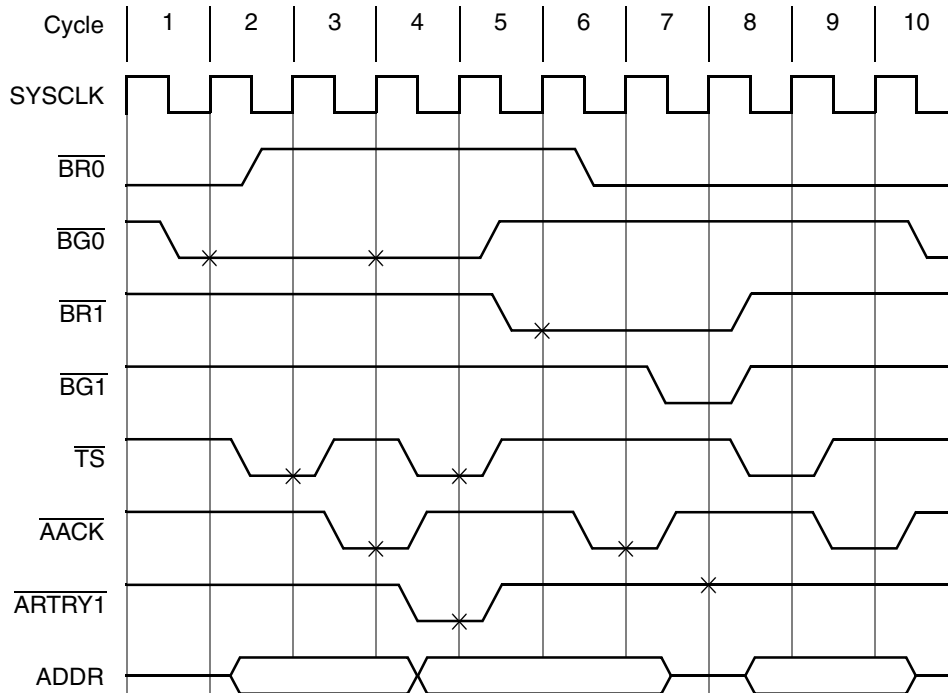 Cycle 1 2 3 4 5 6 7 8 9 10
SYSCLK
BR0
BG0
BR1
BG1
TS
AACK
ARTRY1
ADDR